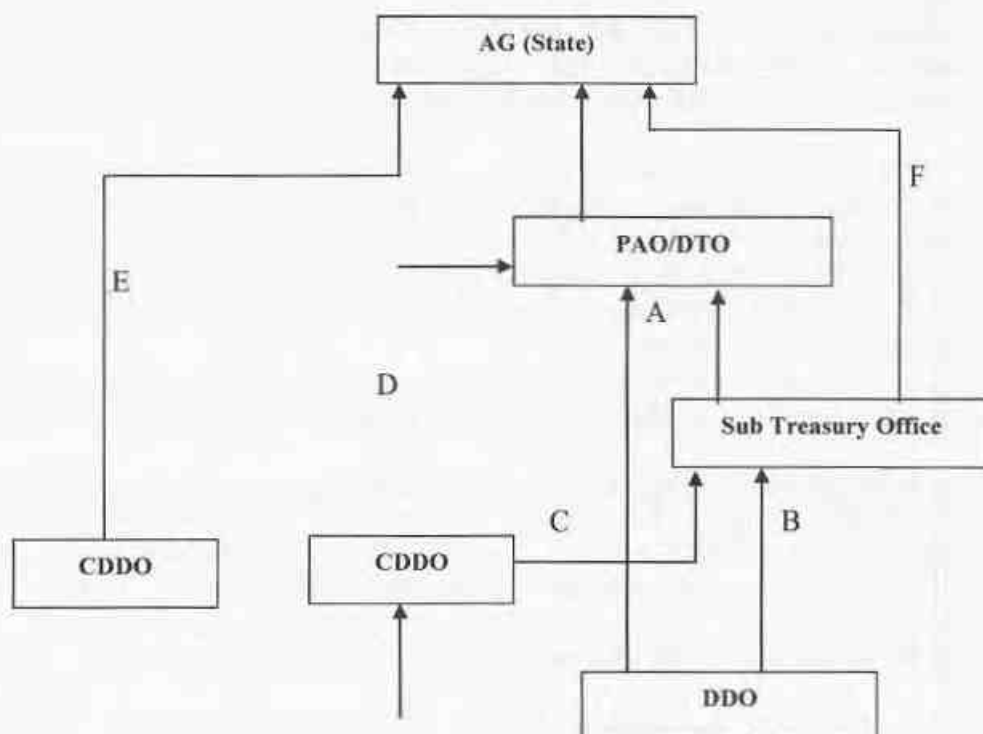 AG (State)
F
PAO/DTO
E
A
D
Sub Treasury Office
C
B
CDDO
CDDO
DDO